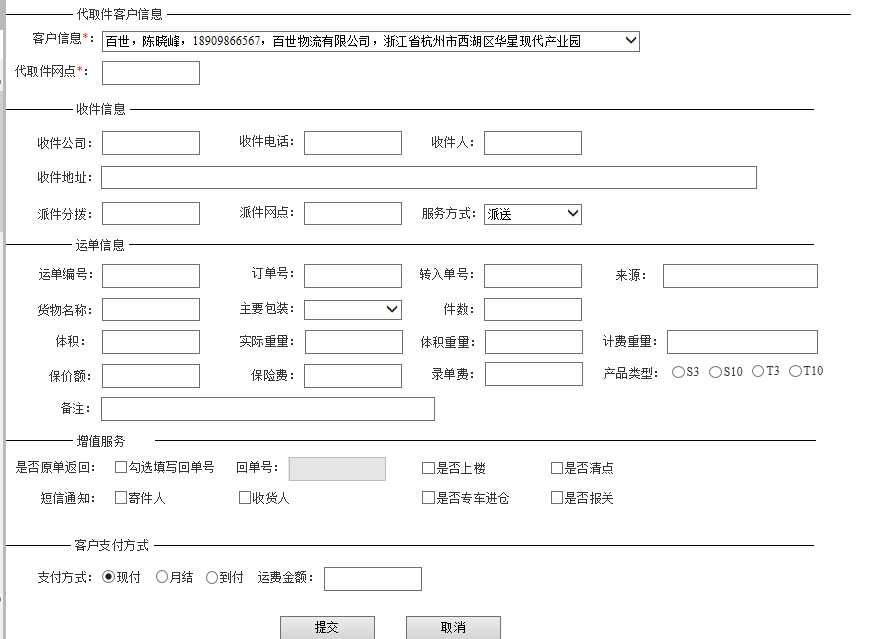 代取件客户信息
客户信息*： 百世，陈晓峰，18909866567，百世物流有限公司，浙江省杭州市西湖区华星现代产业园
代取件网点*：
收件信息
收件公司： 收件电话： 收件人：
收件地址：
派件分拨： 派件网点： 服务方式： 派送
运单信息
运单编号： 订单号： 转入单号： 来源：
货物名称： 主要包装： 件数：
体积： 实际重量： 体积重量： 计费重量：
保价额： 保险费： 录单费： 产品类型： S3 S10 T3 T10
备注：
增值服务
是否原单返回： 勾选填写回单号 回单号： 是否上楼 是否清点
短信通知： 寄件人 收货人 是否专车进仓 是否报关
客户支付方式
支付方式： 现付 月结 到付 运费金额：
提交 取消